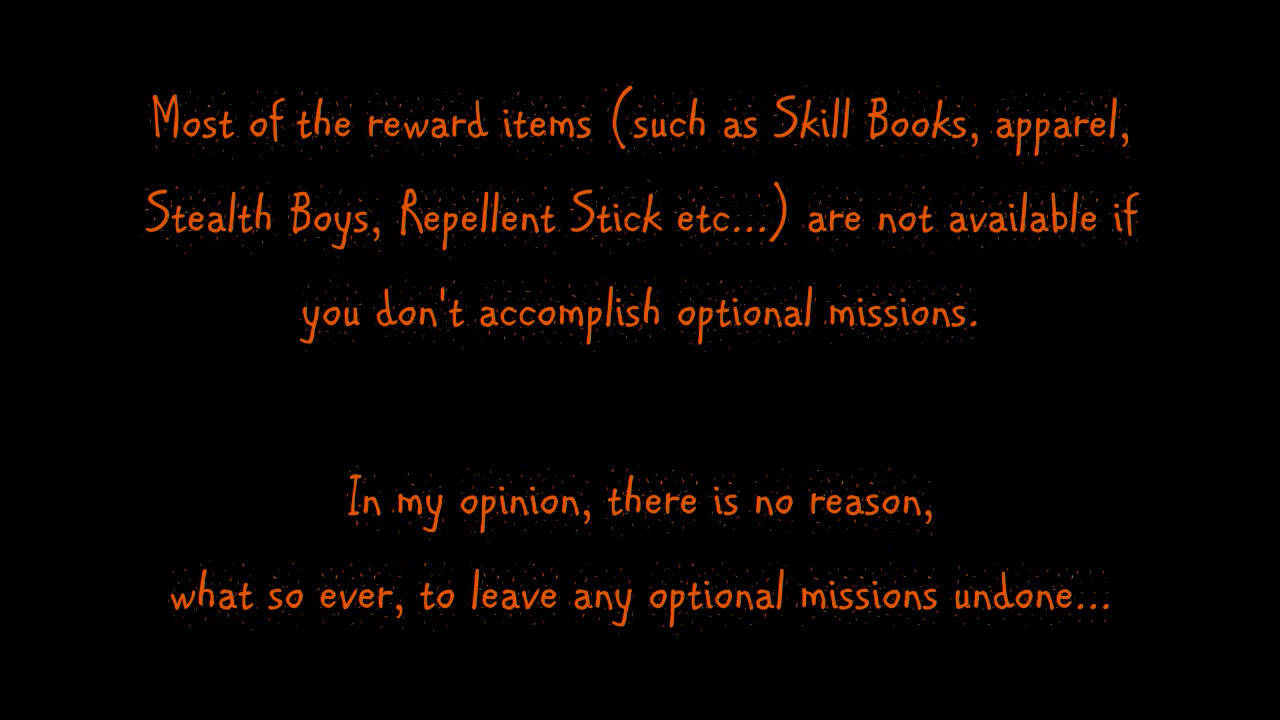 Most of the reward items (such as Skill Books, apparel,
Stealth Boys, Repellent Stick etc...) are not available if
you don't accomplish optional missions.
In my opinion, there is no reason,
what so ever, to leave any optional missions undone...